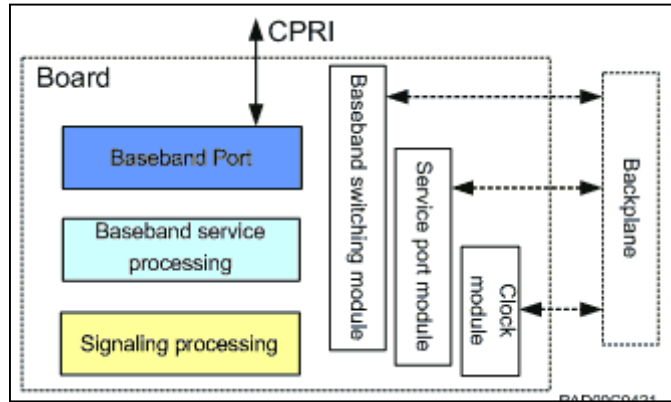 CPRI
Board
Baseband Port
Baseband service
processing
Signaling processing
Baseband switching module
Service port module
Clock
module
Backplane